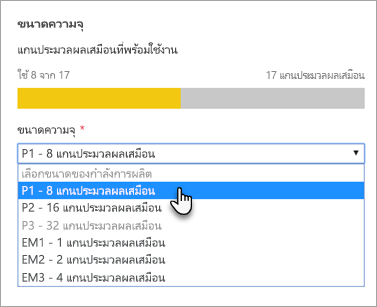 ขนาดความจุ
แกนประมวลผลเสมือนที่พร้อมใช้งาน
ใช้ 8 จาก 17
17 แกนประมวลผลเสมือน
ขนาดความจุ *
P1 - 8 แกนประมวลผลเสมือน
เลือกขนาดของกำลังการผลิต
P1 - 8 แกนประมวลผลเสมือน
P2 - 16 แกนประมวลผลเสมือน
P3 - 32 แกนประมวลผลเสมือน
EM1 - 1 แกนประมวลผลเสมือน
EM2 - 2 แกนประมวลผลเสมือน
EM3 - 4 แกนประมวลผลเสมือน